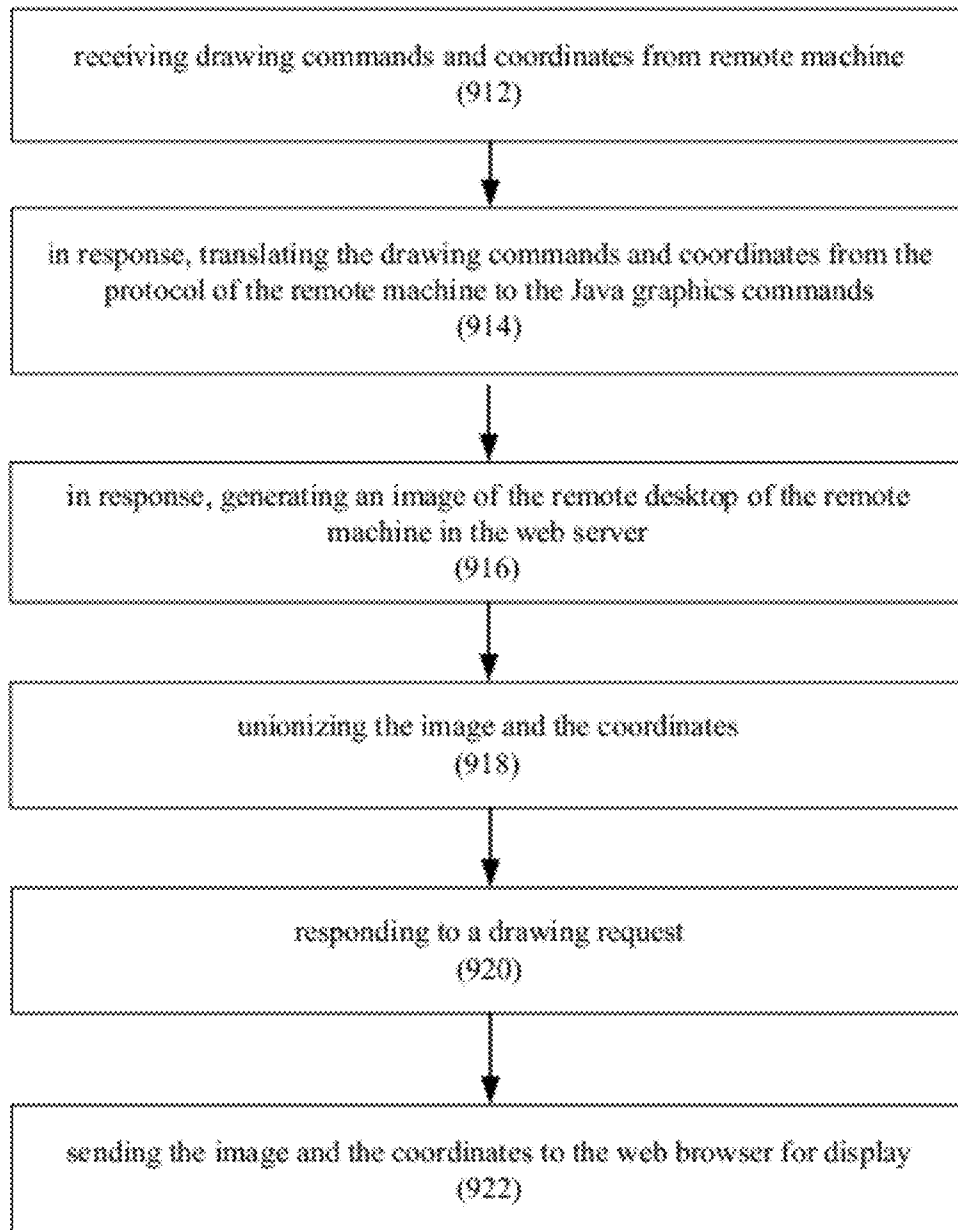 receiving drawing commands and coordinates from remote machine
(912)
in response, translating the drawing commands and coordinates from the
protocol of the remote machine to the Java graphics commands
(914)
in response, generating an image of the remote desktop of the remote
machine in the web server
(916)
unionizing the image and the coordinates
(918)
responding to a drawing request
(920)
sending the image and the coordinates to the web browser for display
(922)